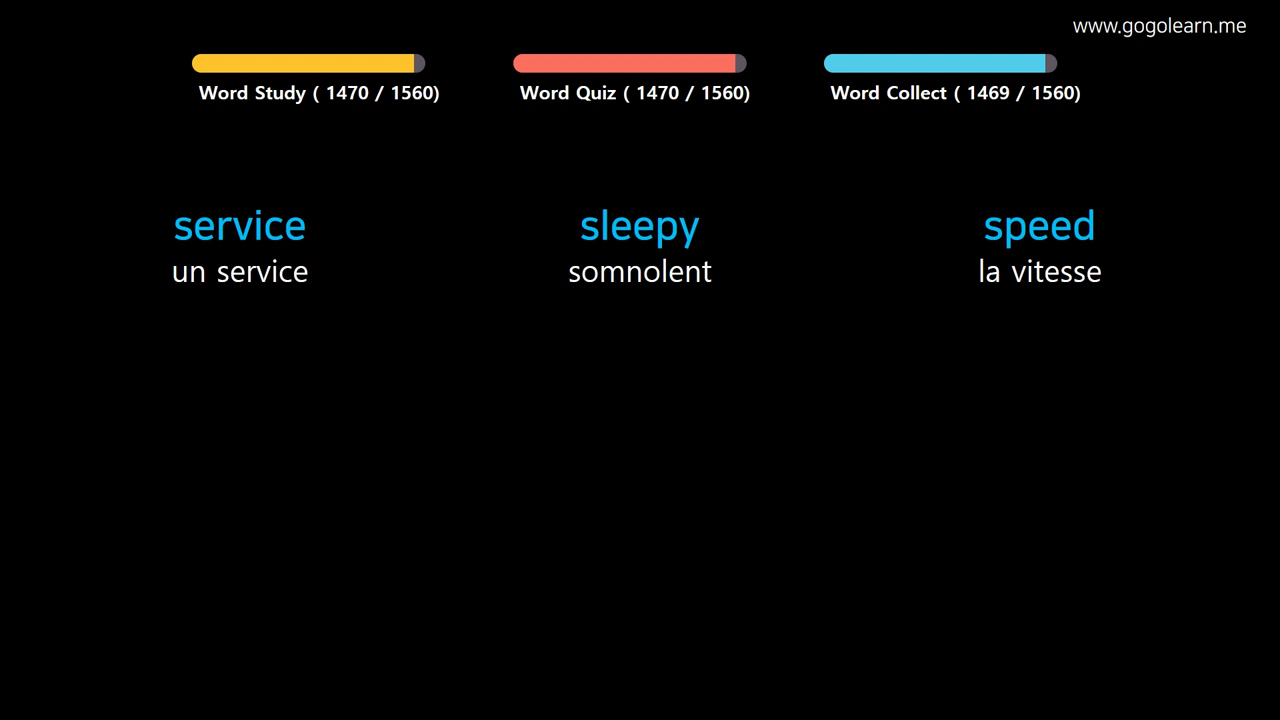 www.gogolearn.me
Word Study ( 1470 / 1560)
Word Quiz ( 1470 / 1560)
Word Collect ( 1469 / 1560)
service
un service
sleepy
somnolent
speed
la vitesse